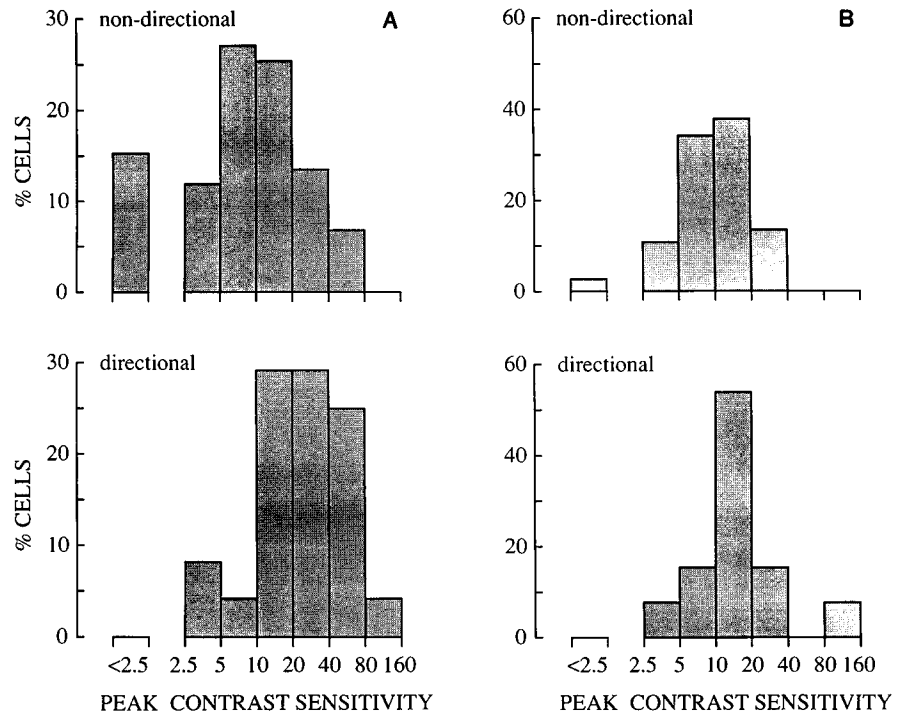 non-directional A
30
20
10
0
% CELLS
non-directional B
60
40
20
0
directional
30
20
10
0
% CELLS
<2.5 2.5 5 10 20 40 80 160
PEAK CONTRAST SENSITIVITY
directional
60
40
20
0
<2.5 2.5 5 10 20 40 80 160
PEAK CONTRAST SENSITIVITY